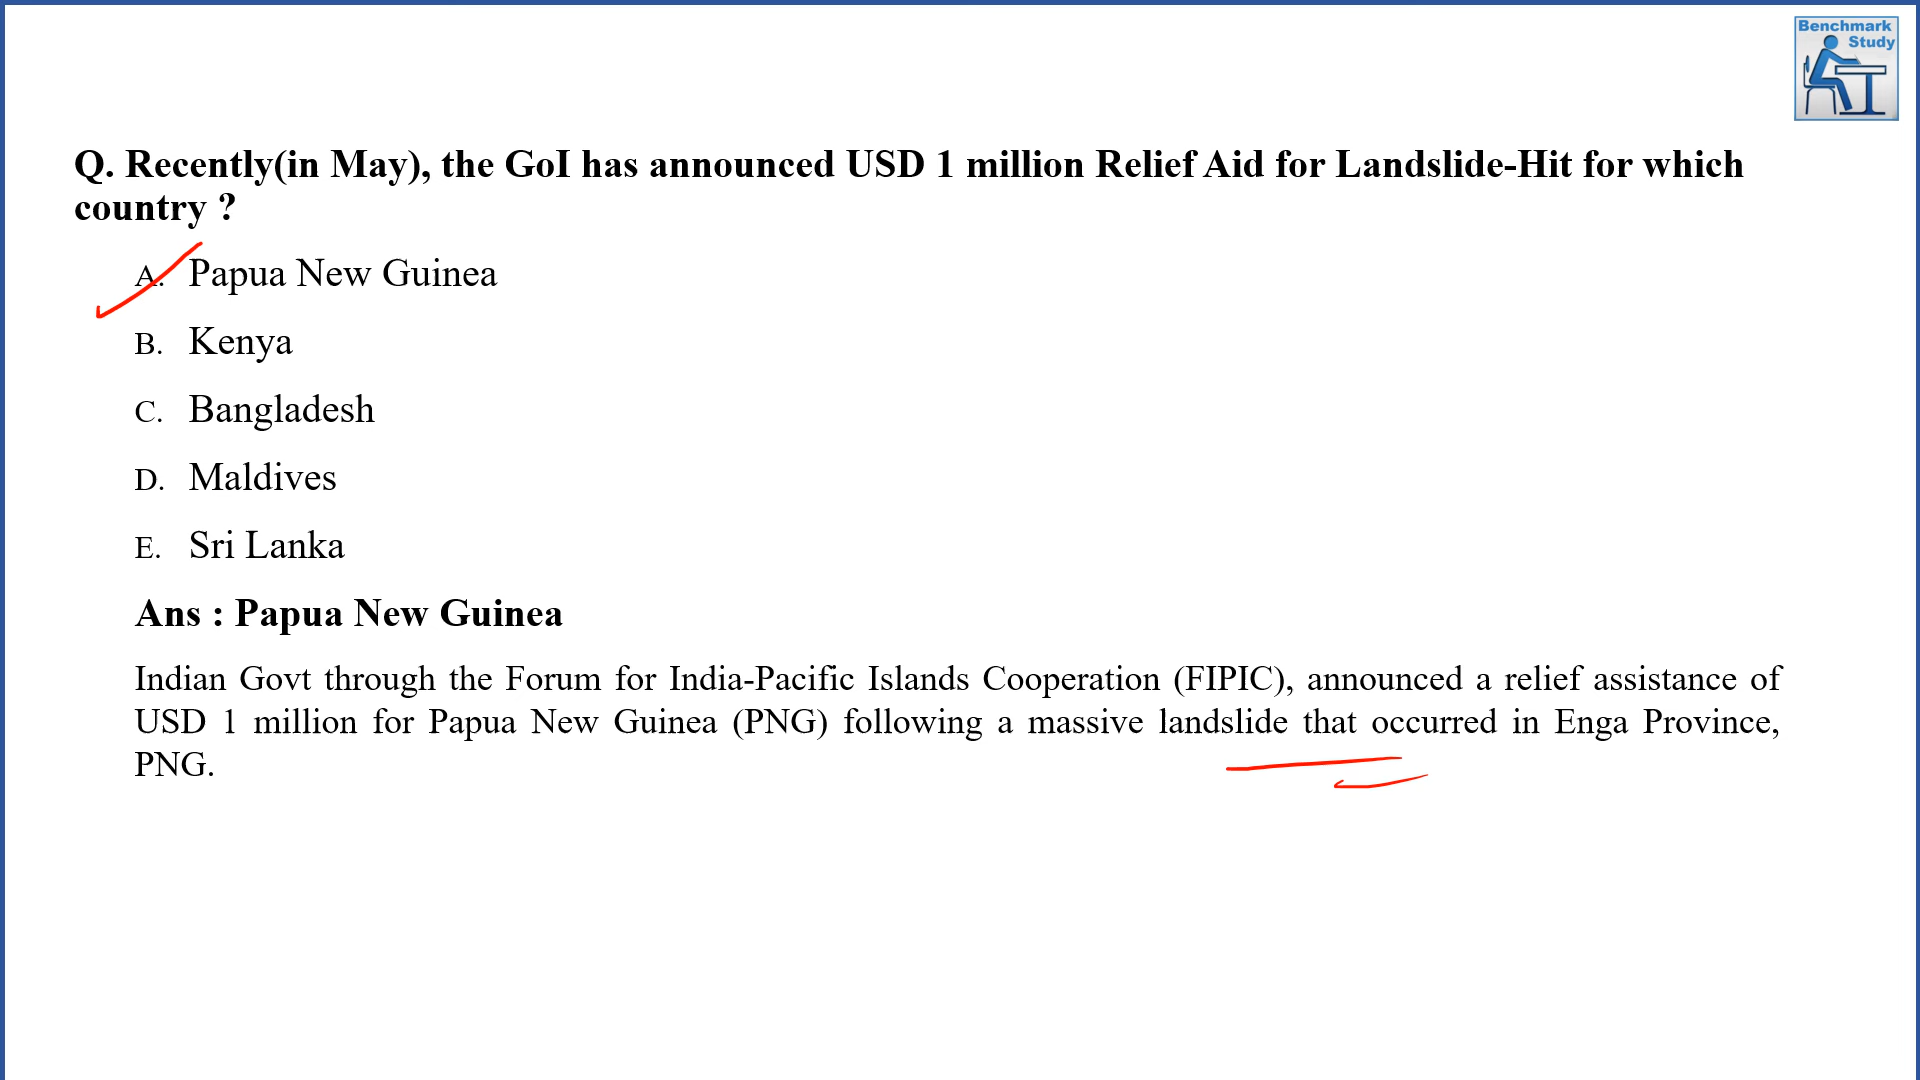 Benchmark
Study
Q. Recently(in May), the GoI has announced USD 1 million Relief Aid for Landslide-Hit for which
country ?
A. Papua New Guinea
B. Kenya
C. Bangladesh
D. Maldives
E. Sri Lanka
Ans : Papua New Guinea
Indian Govt through the Forum for India-Pacific Islands Cooperation (FIPIC), announced a relief assistance of
USD 1 million for Papua New Guinea (PNG) following a massive landslide that occurred in Enga Province,
PNG.